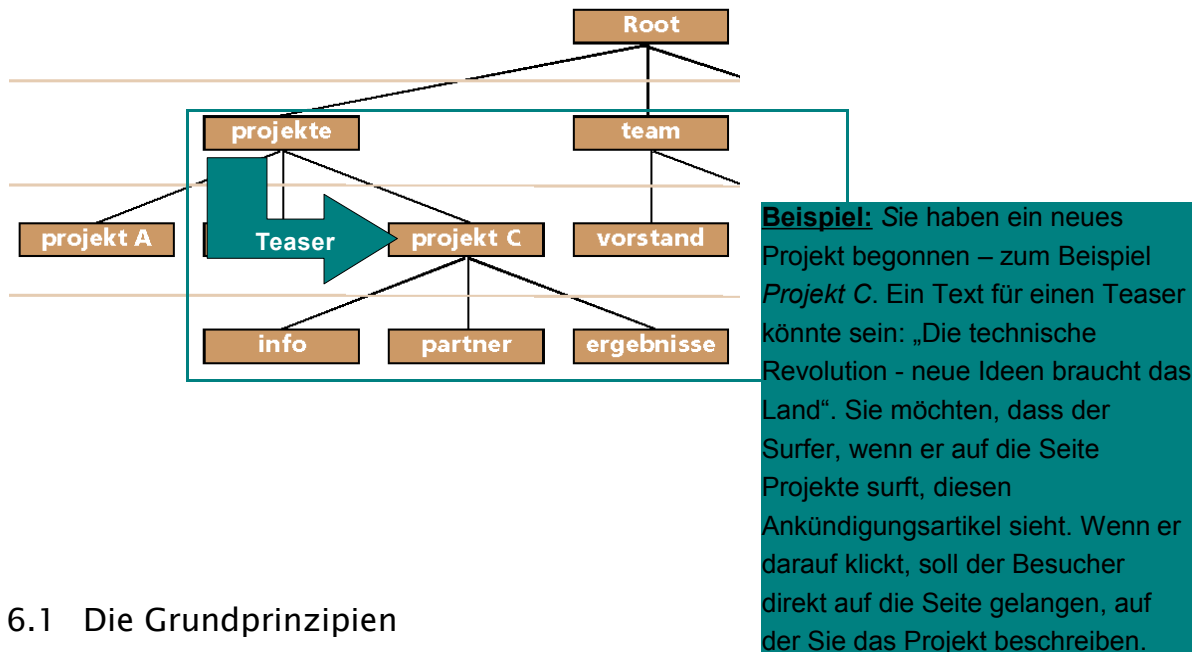 Root
projekte
team
projekt A
Teaser
projekt C
vorstand
info
partner
ergebnisse
Beispiel: Sie haben ein neues
Projekt begonnen – zum Beispiel
Projekt C. Ein Text für einen Teaser
könnte sein: „Die technische
Revolution - neue Ideen braucht das
Land“. Sie möchten, dass der
Surfer, wenn er auf die Seite
Projekte surft, diesen
Ankündigungsartikel sieht. Wenn er
darauf klickt, soll der Besucher
direkt auf die Seite gelangen, auf
der Sie das Projekt beschreiben.
6.1 Die Grundprinzipien